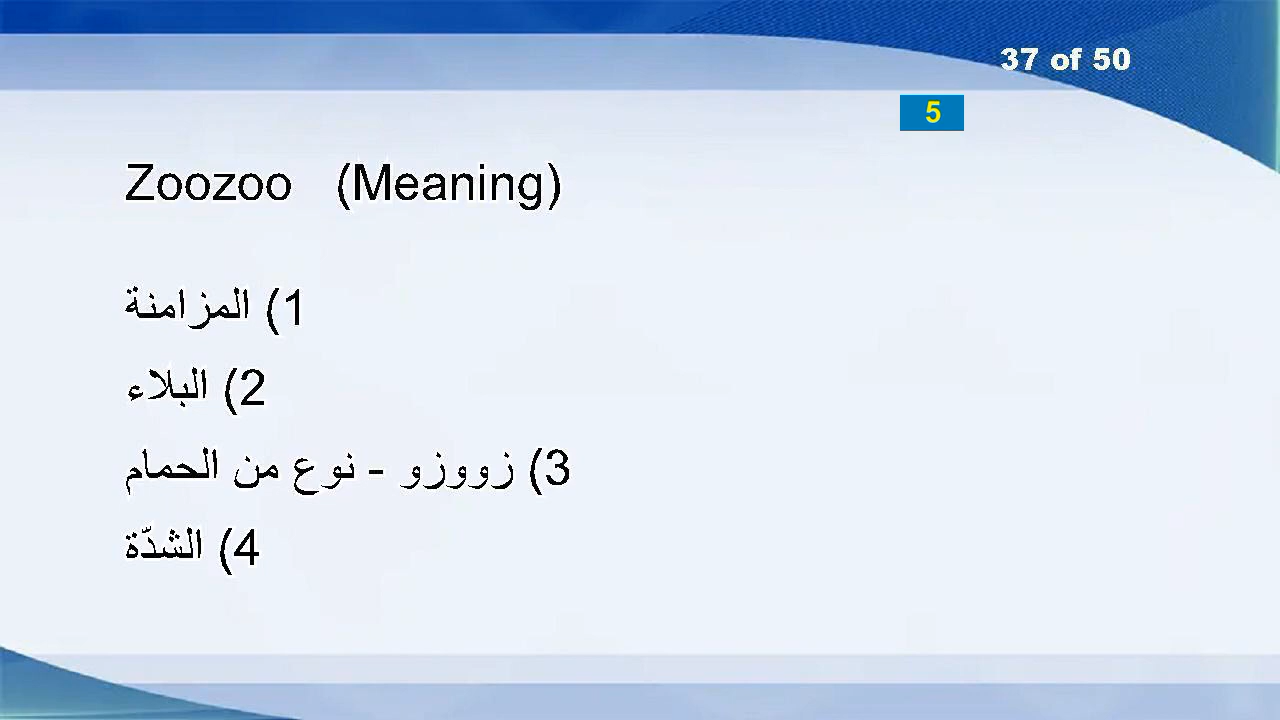 37 of 50
5
Zoozoo (Meaning)
1) المزامنة
2) البلاء
3) زووزو - نوع من الحمام
4) الشدّة